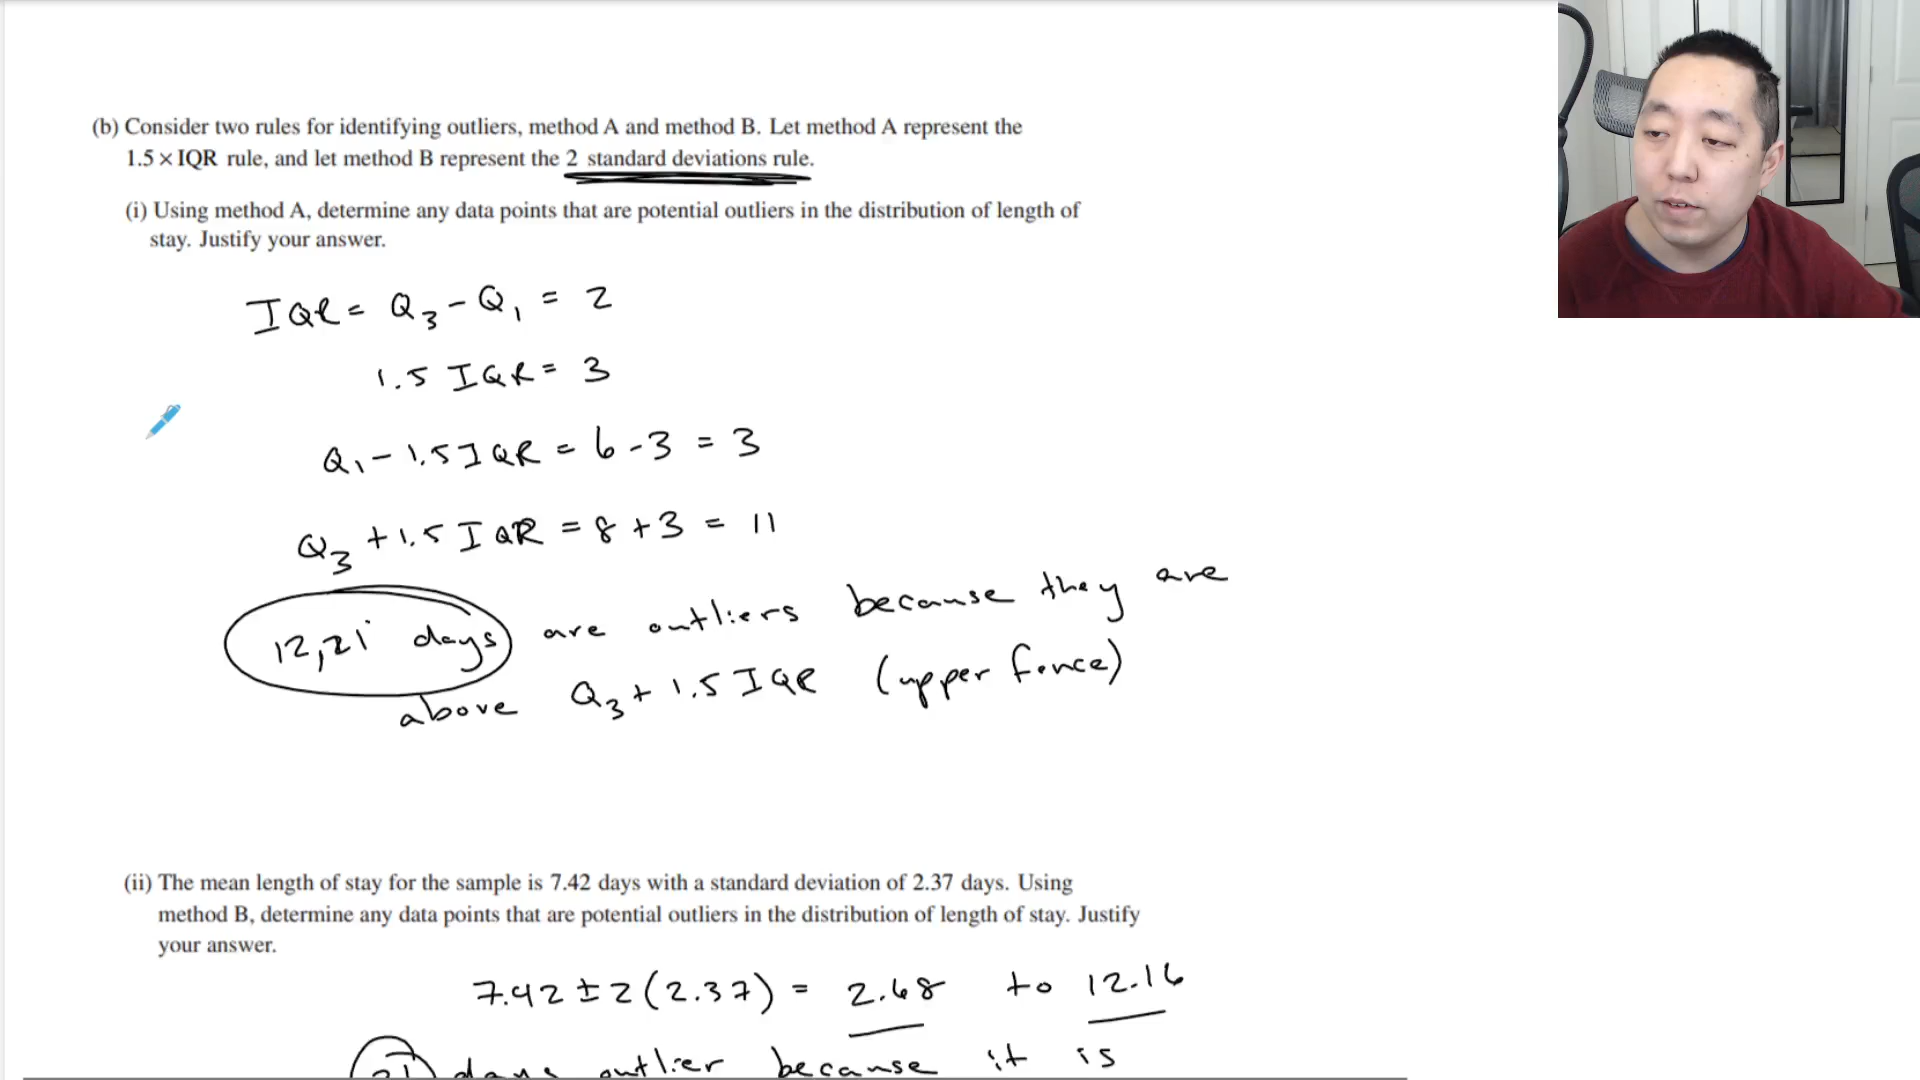 (b) Consider two rules for identifying outliers, method A and method B. Let method A represent the
1.5 × IQR rule, and let method B represent the 2 standard deviations rule.
(i) Using method A, determine any data points that are potential outliers in the distribution of length of
stay. Justify your answer.
IQR = Q3 - Q1 = 2
1.5 IQR = 3
Q1 - 1.5 IQR = 6 - 3 = 3
Q3 + 1.5 IQR = 8 + 3 = 11
12, 21 days are outliers because they are
above Q3 + 1.5 IQR (upper fence)
(ii) The mean length of stay for the sample is 7.42 days with a standard deviation of 2.37 days. Using
method B, determine any data points that are potential outliers in the distribution of length of stay. Justify
your answer.
7.42 ± 2 (2.37) = 2.68 to 12.16
21 days outlier because it is